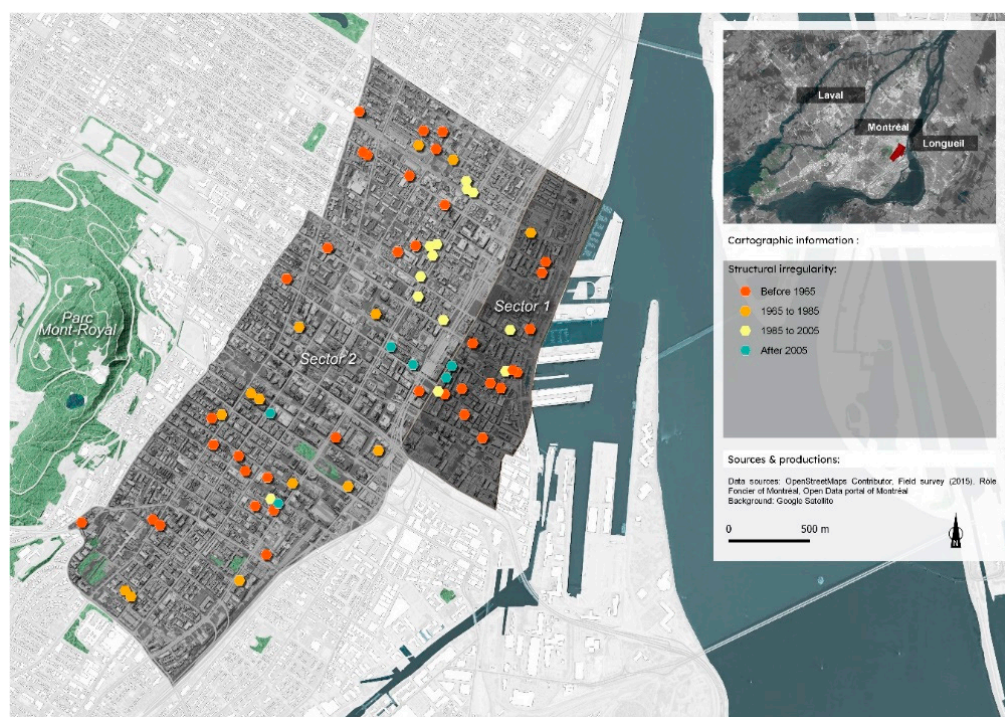 Laval
Montréal
Longueil
Cartographic information :
Structural irregularity:
Before 1965
1965 to 1985
1985 to 2005
After 2005
Sources & productions:
Data sources: OpenStreetMaps Contributor, Field survey (2015), Rôle
Foncier of Montréal, Open Data portal of Montréal
Background: Google Satellite
0 500 m
N
Parc
Mont-Royal
Sector 1
Sector 2